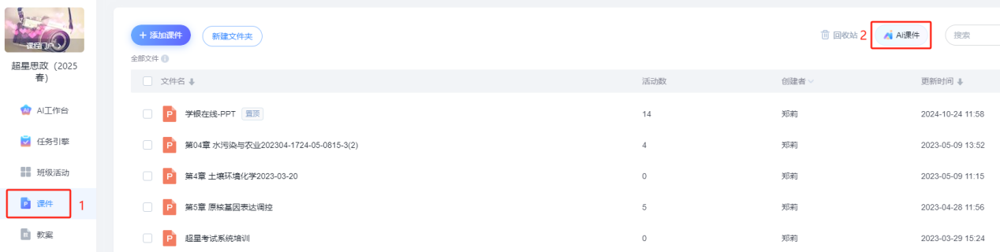 课程门户 >
超星思政（2025
春）
AI工作台
任务引擎
班级活动
课件
1
教案
+ 添加课件
新建文件夹
回收站
2
Ai课件
搜索
全部文件
文件名 活动数 创建者 更新时间
学银在线-PPT 置顶 14 郑莉 2024-10-24 11:58
第04章 水污染与农业202304-1724-05-0815-3(2) 4 郑莉 2023-05-09 13:52
第4章 土壤环境化学2023-03-20 0 郑莉 2023-05-09 11:15
第5章 原核基因表达调控 5 郑莉 2023-04-28 11:56
超星考试系统培训 0 郑莉 2023-03-29 15:24